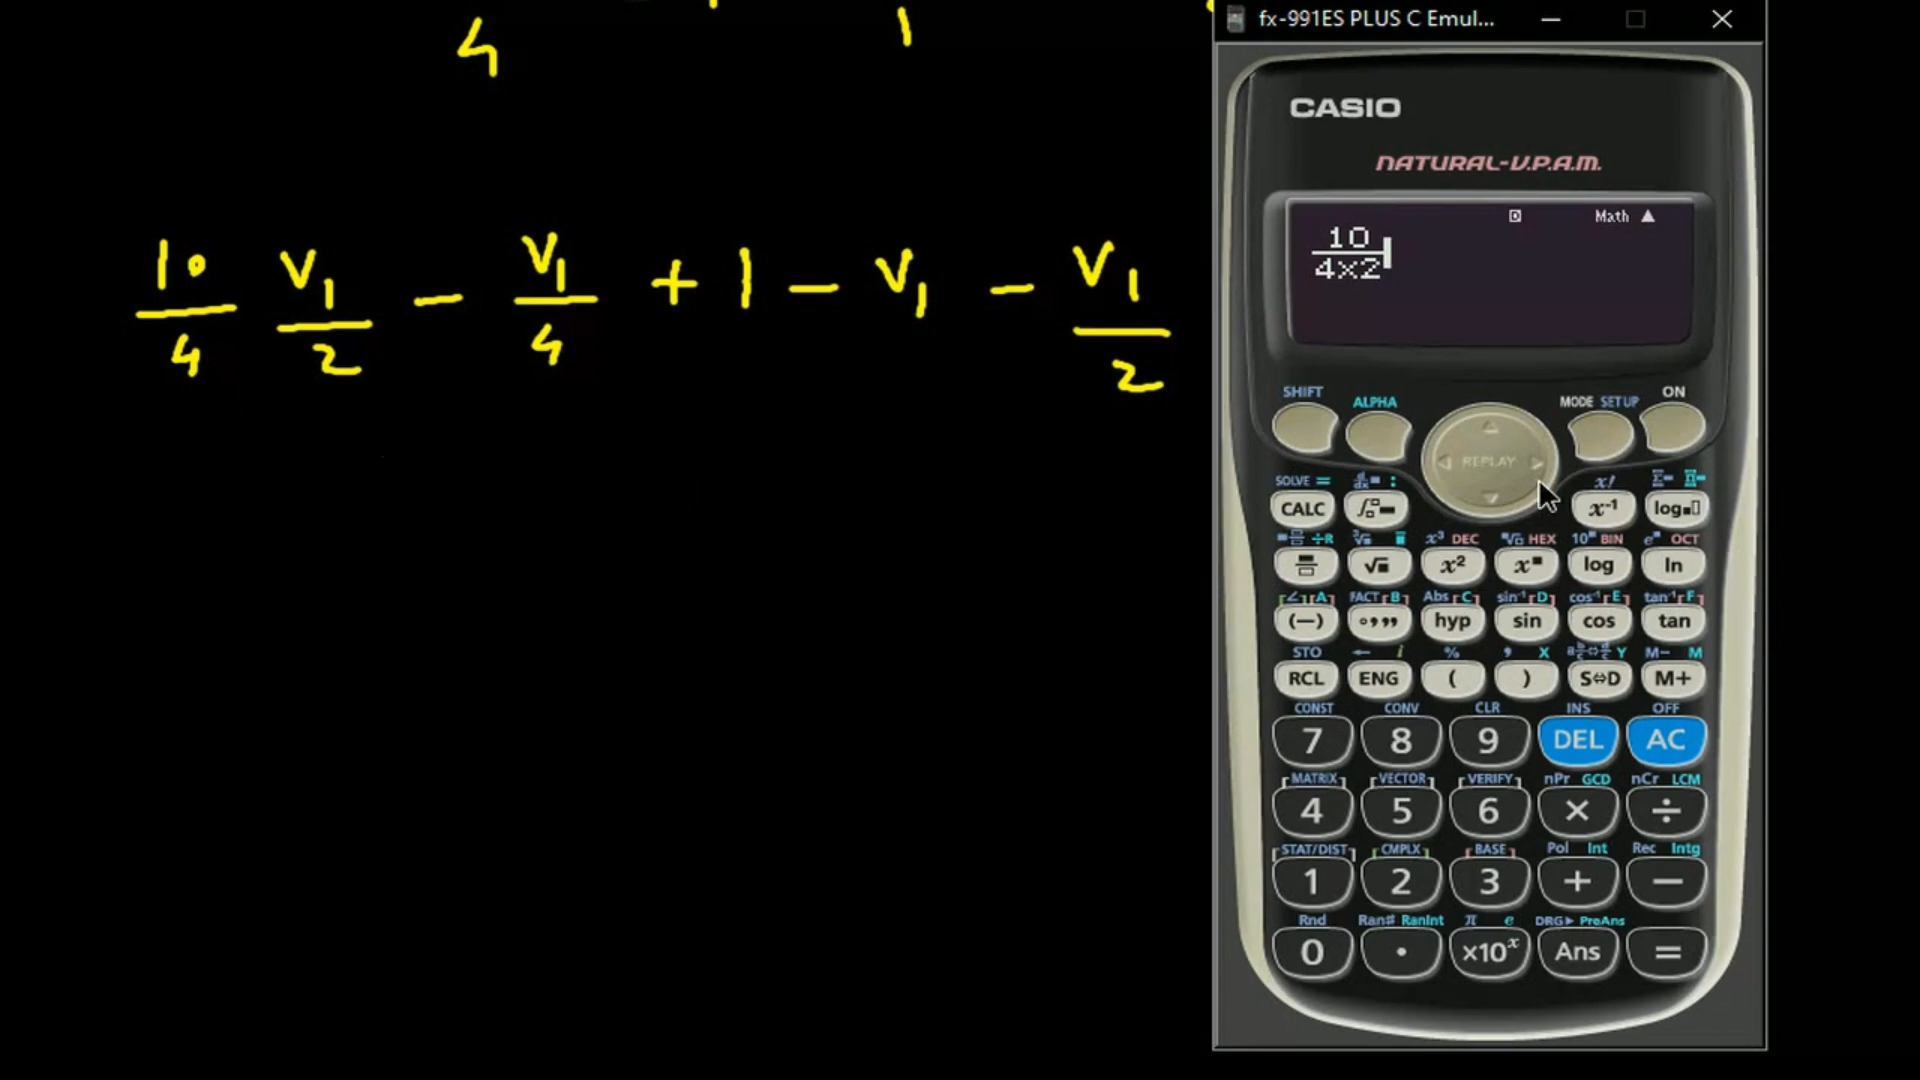 4 1
10/4 V₁/2 - V₁/4 + 1 - V₁ - V₁/2
fx-991ES PLUS C Emul...
CASIO
NATURAL-V.P.A.M.
D Math ▲
10
4×2
SHIFT ALPHA MODE SETUP ON
REPLAY
SOLVE = d/dx : x! Σ Π
CALC ∫ x⁻¹ log
÷R ³√ x³ DEC HEX 10 BIN e OCT
√ x² x log ln
∠ A FACT B Abs C sin⁻¹ D cos⁻¹ E tan⁻¹ F
(−) °,,, hyp sin cos tan
STO ← i % , X a b/c⇔d/c Y M− M
RCL ENG ( ) S⇔D M+
CONST CONV CLR INS OFF
7 8 9 DEL AC
MATRIX VECTOR VERIFY nPr GCD nCr LCM
4 5 6 × ÷
STAT/DIST CMPLX BASE Pol Int Rec Intg
1 2 3 + −
Rnd Ran# RanInt π e DRG▶ PreAns
0 . ×10ˣ Ans =